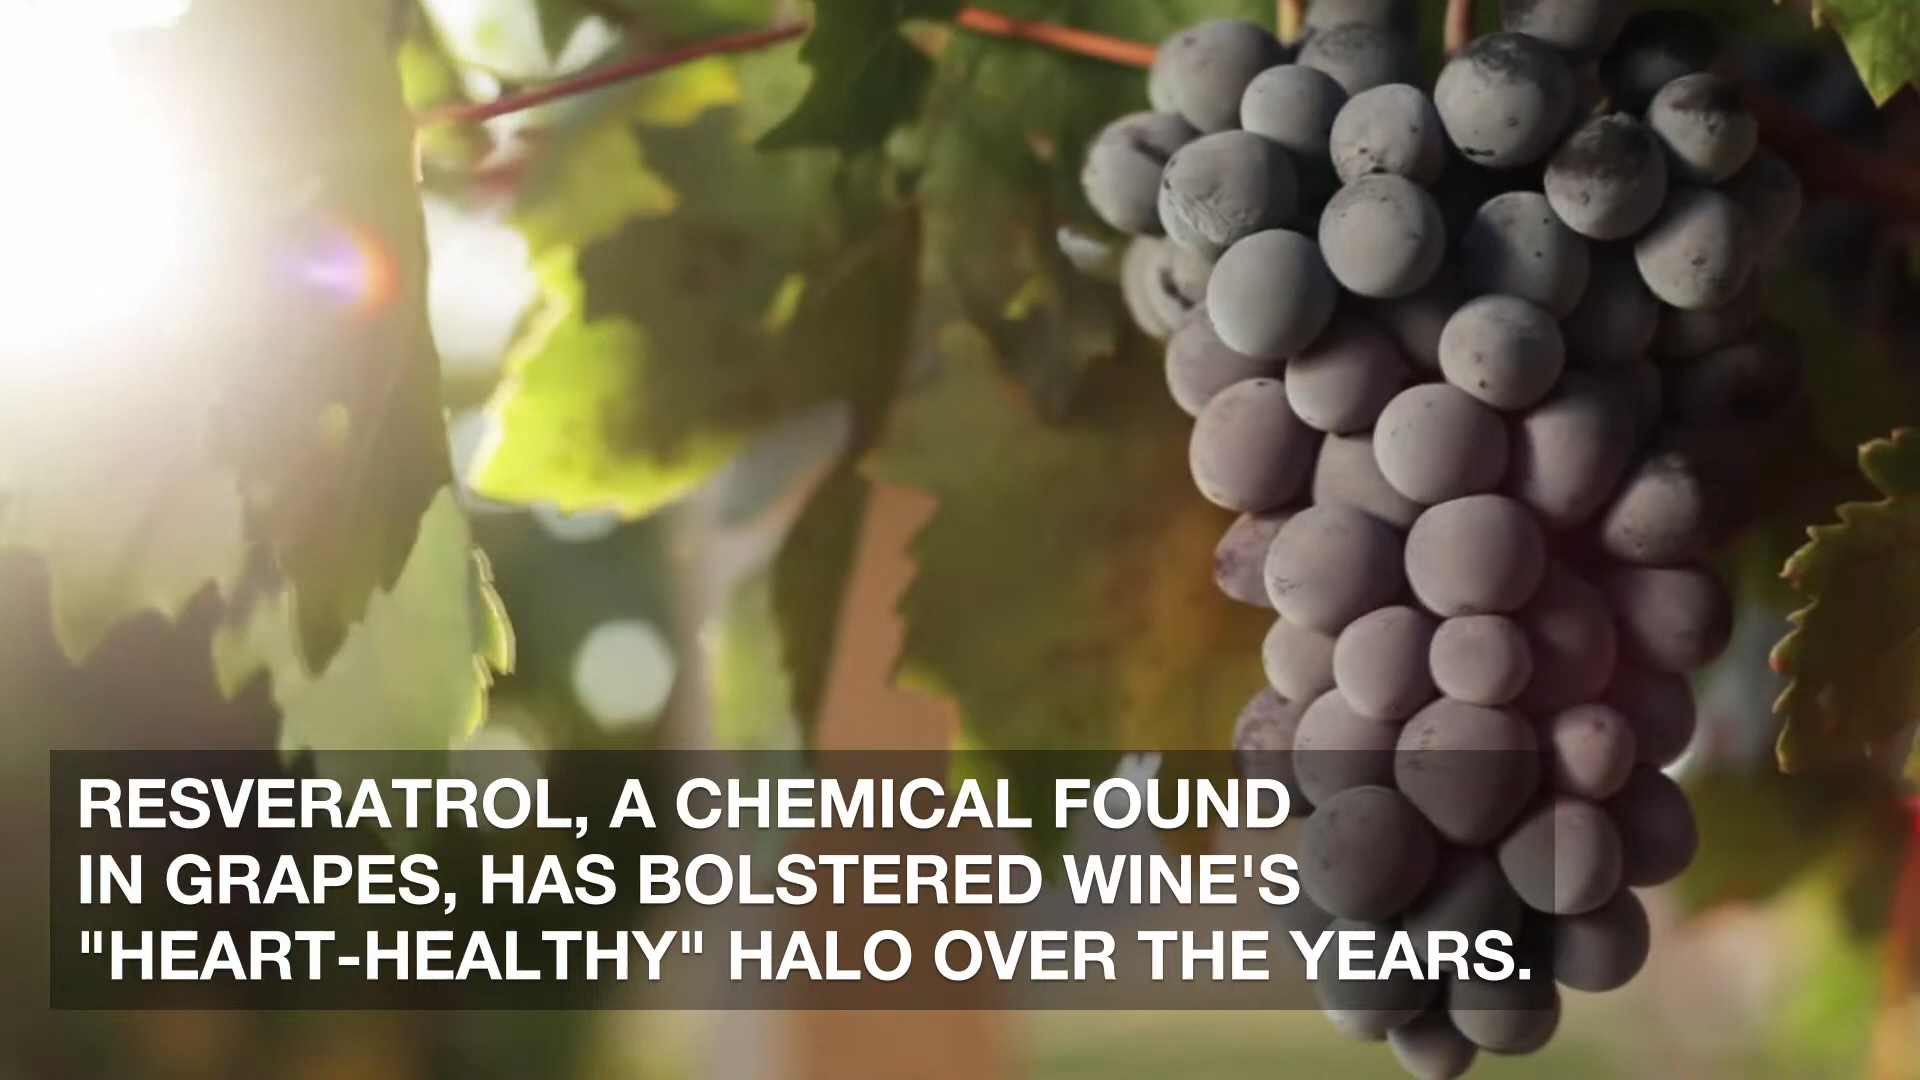 RESVERATROL, A CHEMICAL FOUND
IN GRAPES, HAS BOLSTERED WINE'S
"HEART-HEALTHY" HALO OVER THE YEARS.